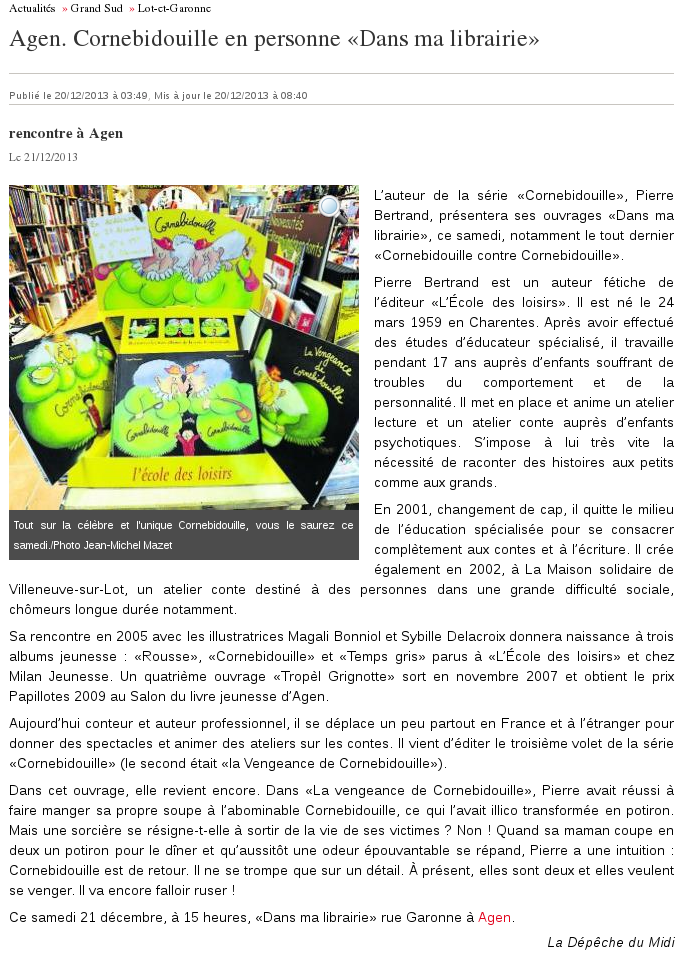 Actualités » Grand Sud » Lot-et-Garonne
Agen. Cornebidouille en personne «Dans ma librairie»
Publié le 20/12/2013 à 03:49, Mis à jour le 20/12/2013 à 08:40
rencontre à Agen
Le 21/12/2013
Cornebidouille
Cornebidouille
La Vengeance
de Cornebidouille
Cornebidouille
Cornebidouille
l'école des loisirs
Tout sur la célèbre et l'unique Cornebidouille, vous le saurez ce
samedi./Photo Jean-Michel Mazet
L'auteur de la série «Cornebidouille», Pierre
Bertrand, présentera ses ouvrages «Dans ma
librairie», ce samedi, notamment le tout dernier
«Cornebidouille contre Cornebidouille».
Pierre Bertrand est un auteur fétiche de
l'éditeur «L'École des loisirs». Il est né le 24
mars 1959 en Charentes. Après avoir effectué
des études d'éducateur spécialisé, il travaille
pendant 17 ans auprès d'enfants souffrant de
troubles du comportement et de la
personnalité. Il met en place et anime un atelier
lecture et un atelier conte auprès d'enfants
psychotiques. S'impose à lui très vite la
nécessité de raconter des histoires aux petits
comme aux grands.
En 2001, changement de cap, il quitte le milieu
de l'éducation spécialisée pour se consacrer
complètement aux contes et à l'écriture. Il crée
également en 2002, à La Maison solidaire de
Villeneuve-sur-Lot, un atelier conte destiné à des personnes dans une grande difficulté sociale,
chômeurs longue durée notamment.
Sa rencontre en 2005 avec les illustratrices Magali Bonniol et Sybille Delacroix donnera naissance à trois
albums jeunesse : «Rousse», «Cornebidouille» et «Temps gris» parus à «L'École des loisirs» et chez
Milan Jeunesse. Un quatrième ouvrage «Tropèl Grignotte» sort en novembre 2007 et obtient le prix
Papillotes 2009 au Salon du livre jeunesse d'Agen.
Aujourd'hui conteur et auteur professionnel, il se déplace un peu partout en France et à l'étranger pour
donner des spectacles et animer des ateliers sur les contes. Il vient d'éditer le troisième volet de la série
«Cornebidouille» (le second était «la Vengeance de Cornebidouille»).
Dans cet ouvrage, elle revient encore. Dans «La vengeance de Cornebidouille», Pierre avait réussi à
faire manger sa propre soupe à l'abominable Cornebidouille, ce qui l'avait illico transformée en potiron.
Mais une sorcière se résigne-t-elle à sortir de la vie de ses victimes ? Non ! Quand sa maman coupe en
deux un potiron pour le dîner et qu'aussitôt une odeur épouvantable se répand, Pierre a une intuition :
Cornebidouille est de retour. Il ne se trompe que sur un détail. À présent, elles sont deux et elles veulent
se venger. Il va encore falloir ruser !
Ce samedi 21 décembre, à 15 heures, «Dans ma librairie» rue Garonne à Agen.
La Dépêche du Midi